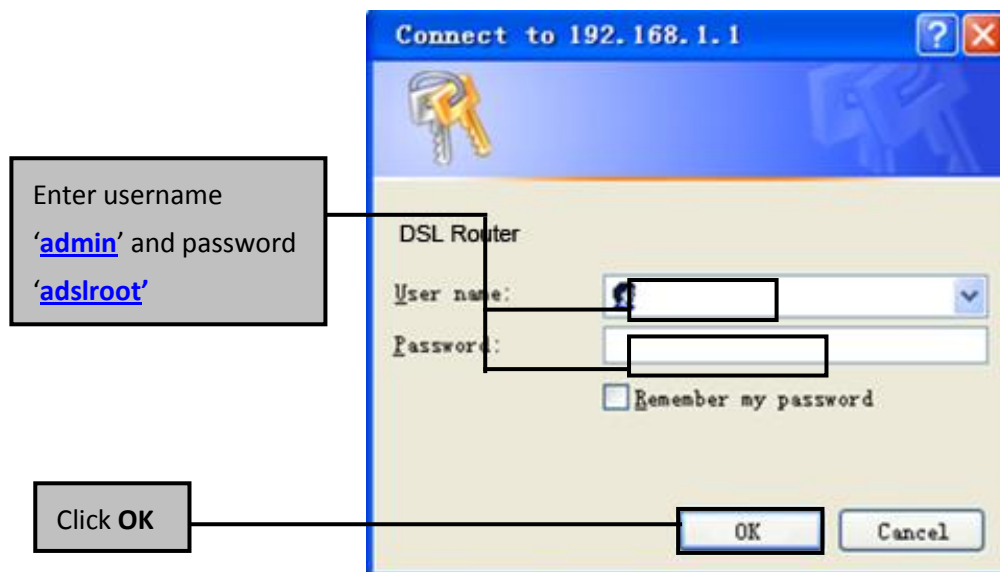 Connect to 192.168.1.1
Enter username
‘admin’ and password
‘adslroot’
DSL Router
User name:
Password:
Remember my password
Click OK
OK
Cancel